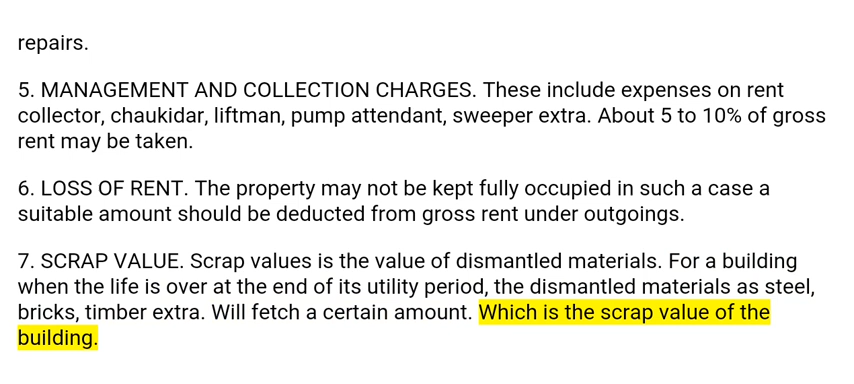 repairs.
5. MANAGEMENT AND COLLECTION CHARGES. These include expenses on rent
collector, chaukidar, liftman, pump attendant, sweeper extra. About 5 to 10% of gross
rent may be taken.
6. LOSS OF RENT. The property may not be kept fully occupied in such a case a
suitable amount should be deducted from gross rent under outgoings.
7. SCRAP VALUE. Scrap values is the value of dismantled materials. For a building
when the life is over at the end of its utility period, the dismantled materials as steel,
bricks, timber extra. Will fetch a certain amount. Which is the scrap value of the
building.